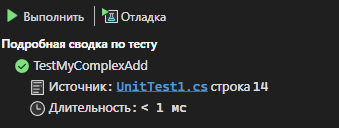 Выполнить Отладка
Подробная сводка по тесту
TestMyComplexAdd
Источник: UnitTest1.cs строка 14
Длительность: < 1 мс